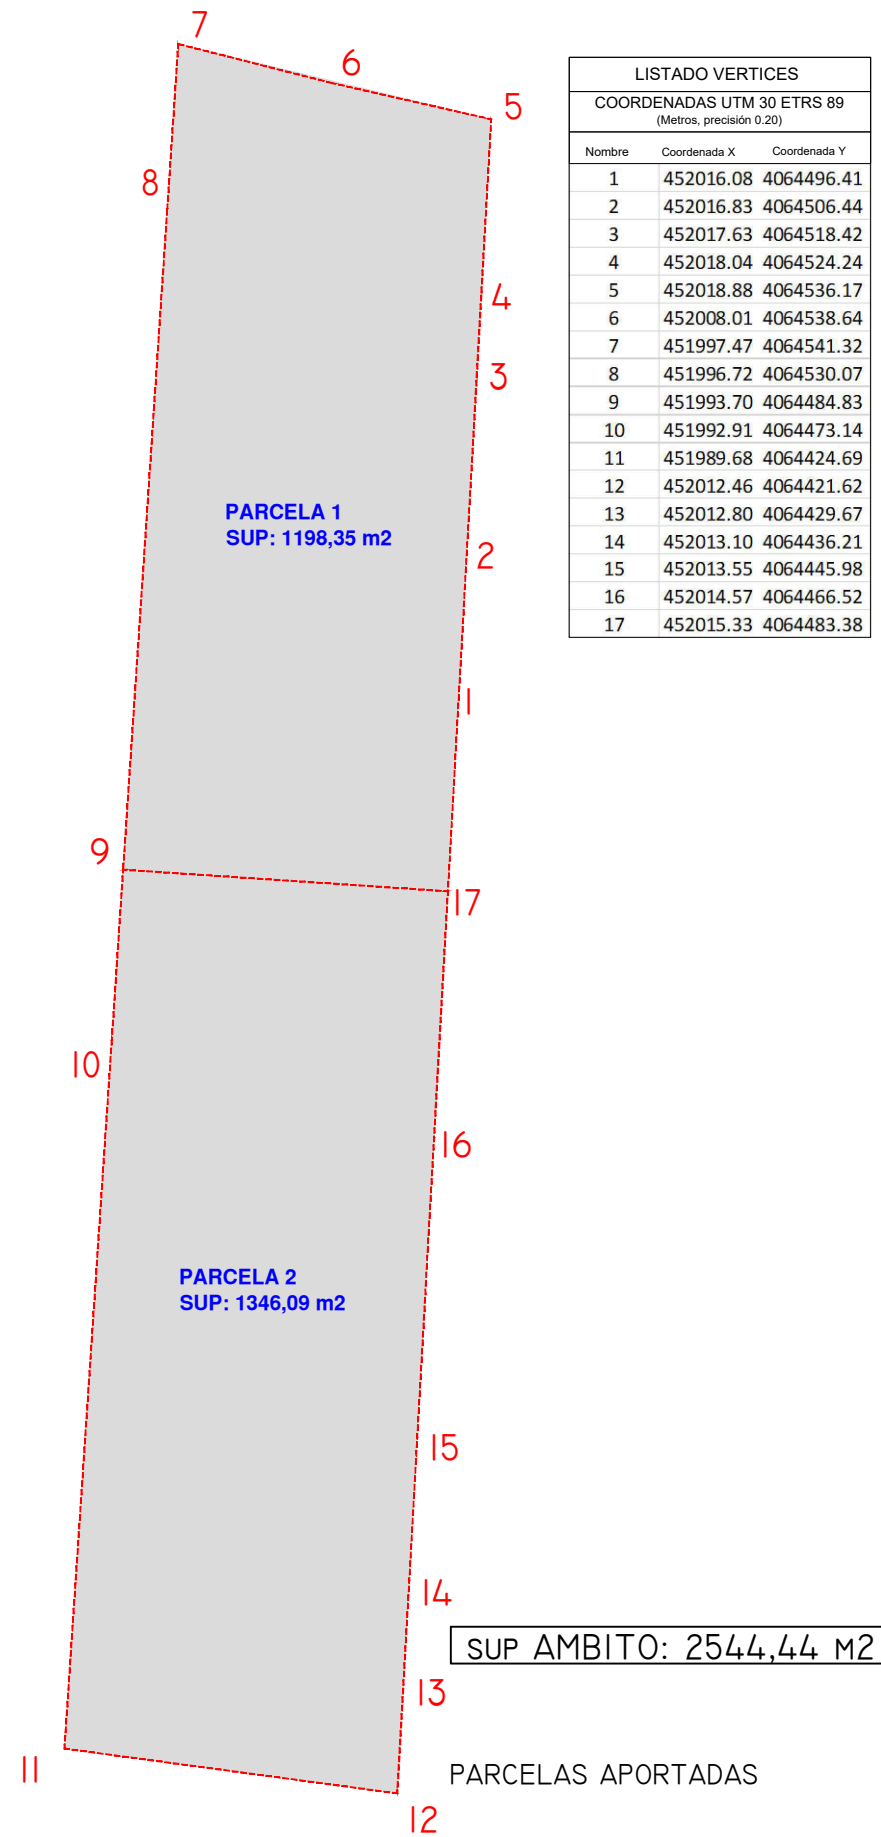 7
6
5
8
4
3
PARCELA 1
SUP: 1198,35 m2
2
1
9
17
10
16
PARCELA 2
SUP: 1346,09 m2
15
14
13
11
12
LISTADO VERTICES
COORDENADAS UTM 30 ETRS 89
(Metros, precisión 0.20)
Nombre Coordenada X Coordenada Y
1 452016.08 4064496.41
2 452016.83 4064506.44
3 452017.63 4064518.42
4 452018.04 4064524.24
5 452018.88 4064536.17
6 452008.01 4064538.64
7 451997.47 4064541.32
8 451996.72 4064530.07
9 451993.70 4064484.83
10 451992.91 4064473.14
11 451989.68 4064424.69
12 452012.46 4064421.62
13 452012.80 4064429.67
14 452013.10 4064436.21
15 452013.55 4064445.98
16 452014.57 4064466.52
17 452015.33 4064483.38
SUP AMBITO: 2544,44 M2
PARCELAS APORTADAS